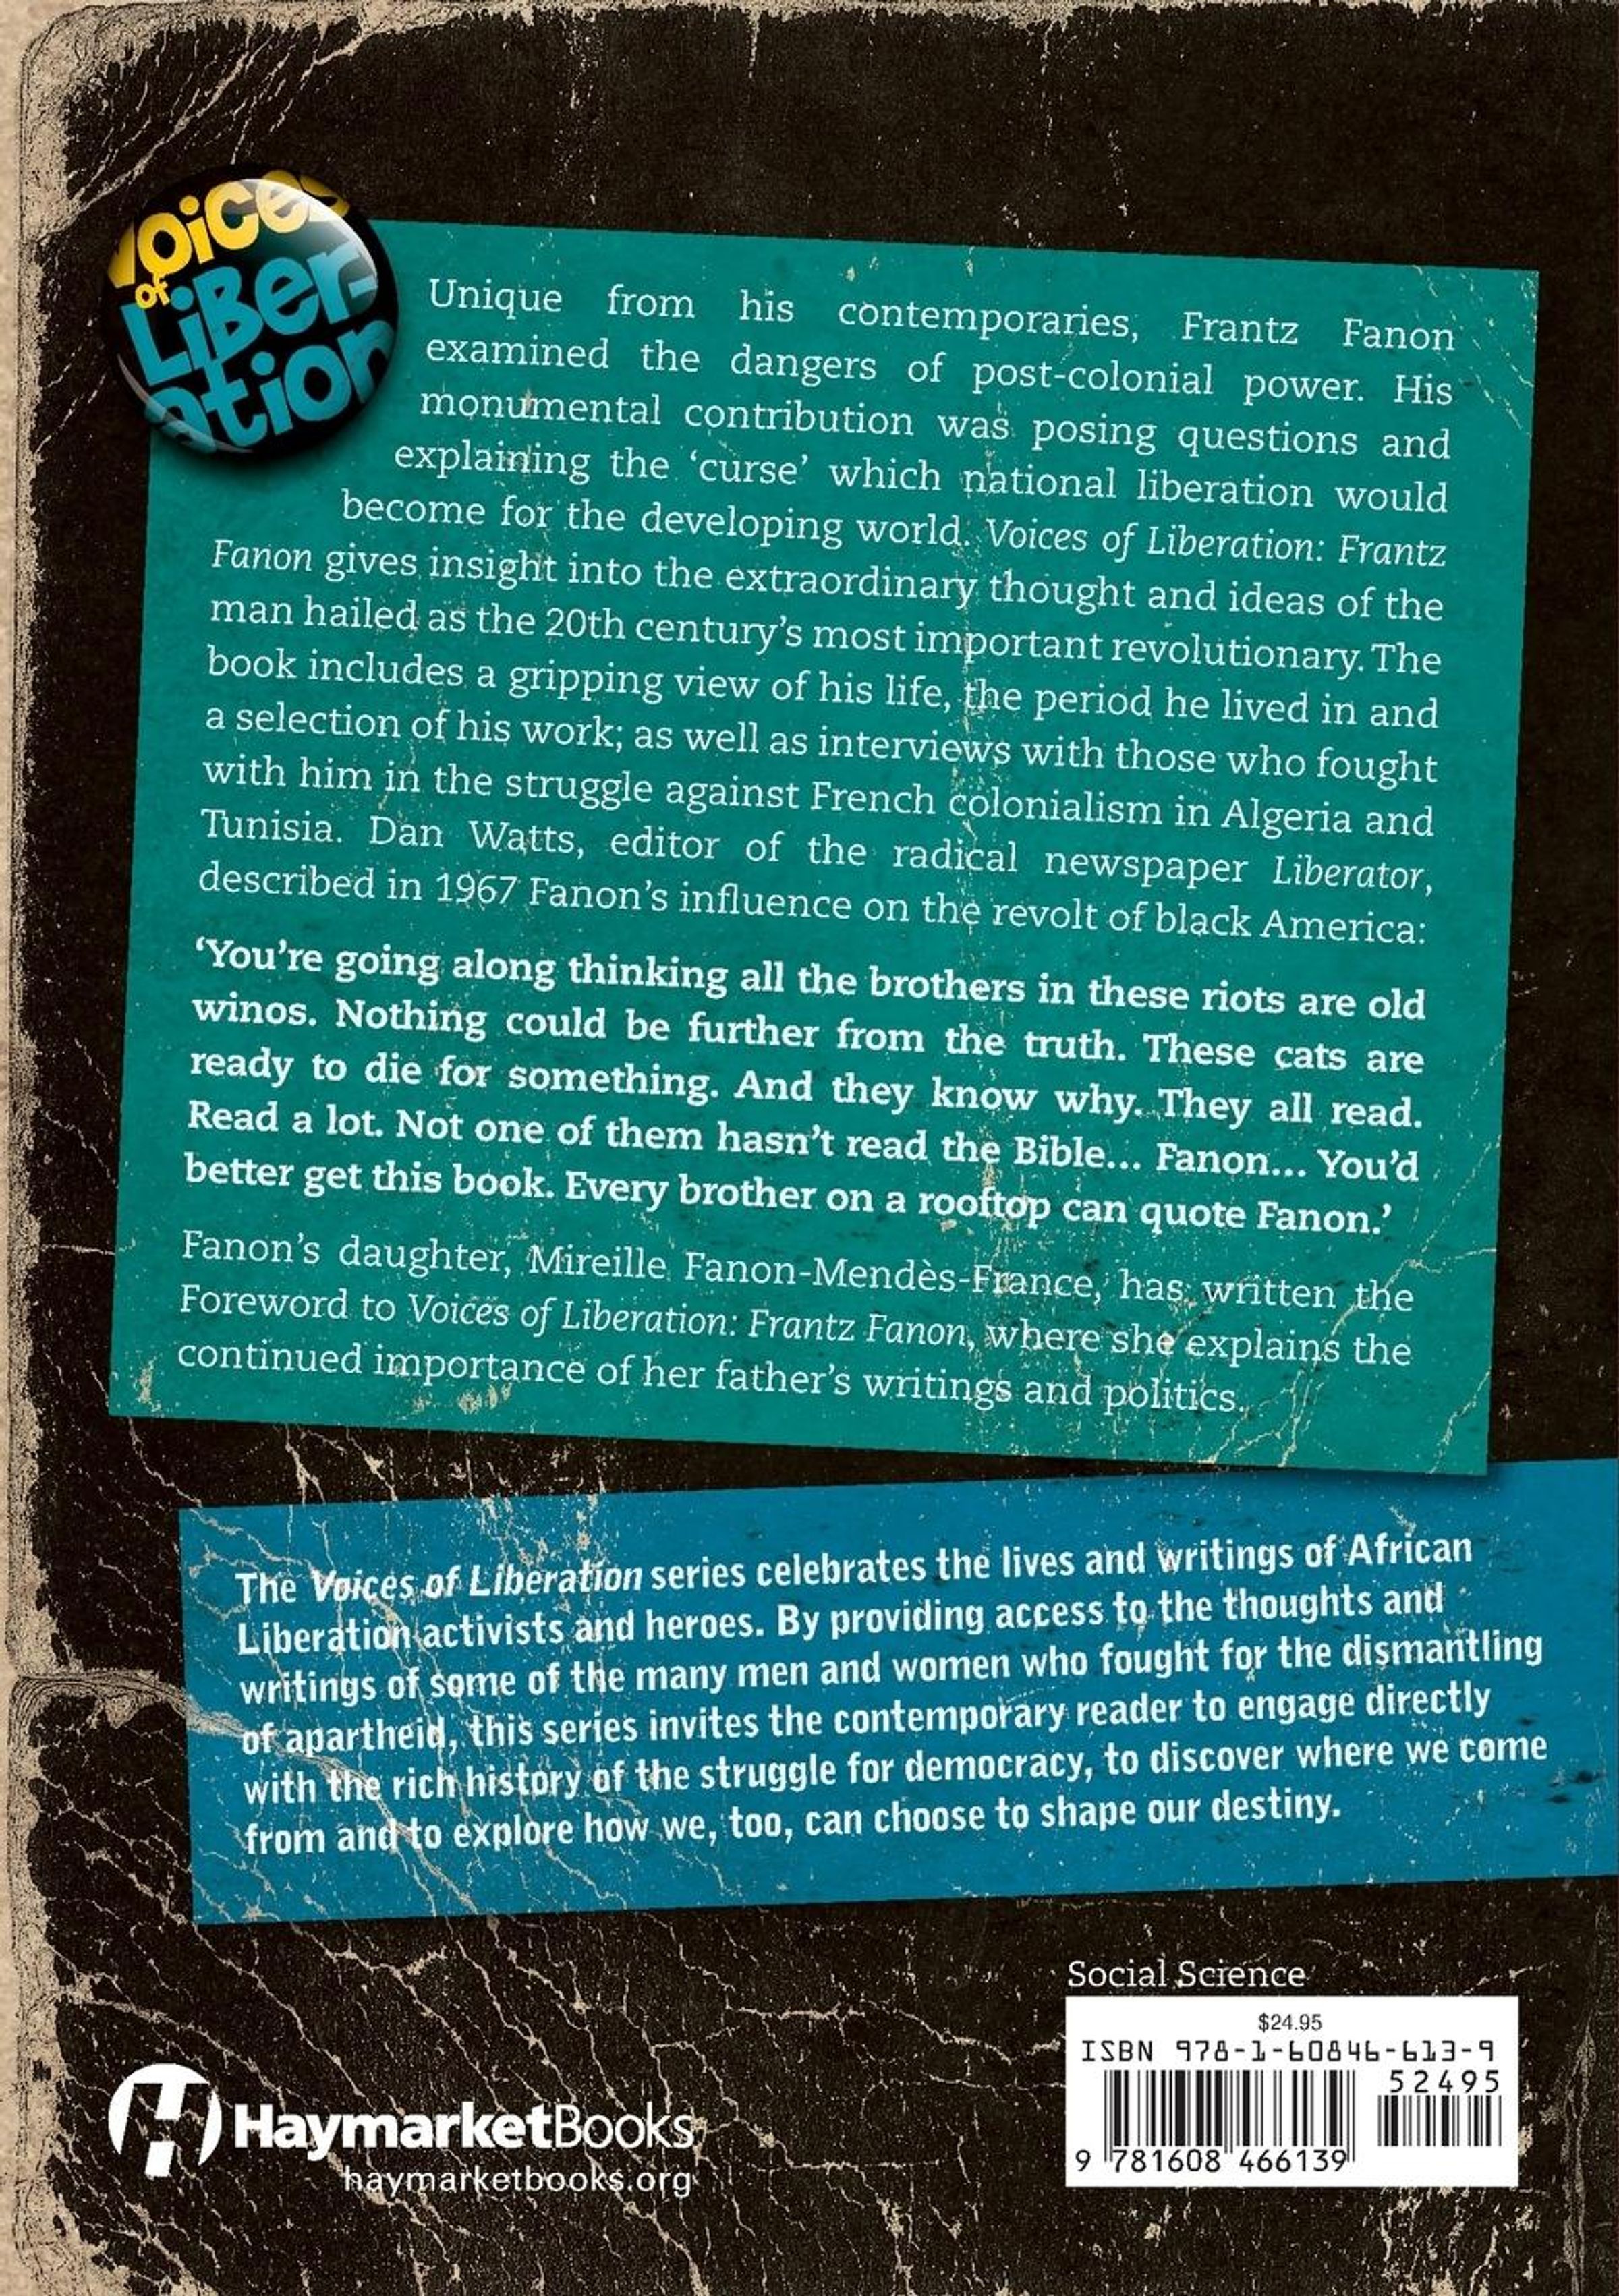 Voices
of
Liber-
ation
Unique from his contemporaries, Frantz Fanon
examined the dangers of post-colonial power. His
monumental contribution was posing questions and
explaining the ‘curse’ which national liberation would
become for the developing world. Voices of Liberation: Frantz
Fanon gives insight into the extraordinary thought and ideas of the
man hailed as the 20th century’s most important revolutionary. The
book includes a gripping view of his life, the period he lived in and
a selection of his work; as well as interviews with those who fought
with him in the struggle against French colonialism in Algeria and
Tunisia. Dan Watts, editor of the radical newspaper Liberator,
described in 1967 Fanon’s influence on the revolt of black America:
‘You’re going along thinking all the brothers in these riots are old
winos. Nothing could be further from the truth. These cats are
ready to die for something. And they know why. They all read.
Read a lot. Not one of them hasn’t read the Bible... Fanon... You’d
better get this book. Every brother on a rooftop can quote Fanon.’
Fanon’s daughter, Mireille Fanon-Mendès-France, has written the
Foreword to Voices of Liberation: Frantz Fanon, where she explains the
continued importance of her father’s writings and politics.
The Voices of Liberation series celebrates the lives and writings of African
Liberation activists and heroes. By providing access to the thoughts and
writings of some of the many men and women who fought for the dismantling
of apartheid, this series invites the contemporary reader to engage directly
with the rich history of the struggle for democracy, to discover where we come
from and to explore how we, too, can choose to shape our destiny.
Social Science
$24.95
ISBN 978-1-60846-613-9
52495
9 781608 466139
HaymarketBooks
haymarketbooks.org